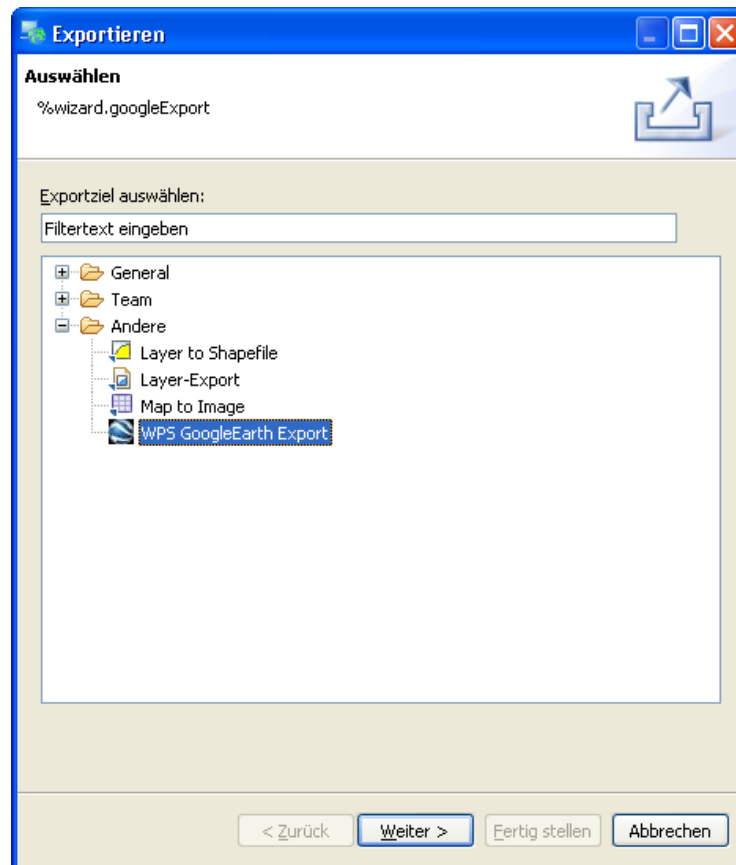 Exportieren
Auswählen
%wizard.googleExport
Exportziel auswählen:
Filtertext eingeben
General
Team
Andere
Layer to Shapefile
Layer-Export
Map to Image
WPS GoogleEarth Export
< Zurück Weiter > Fertig stellen Abbrechen